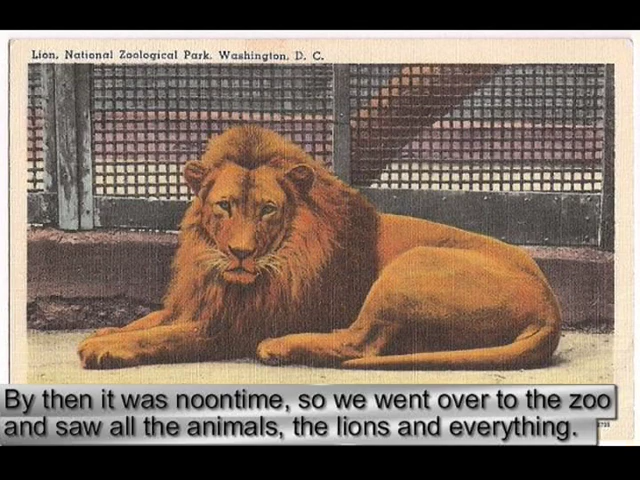 Lion, National Zoological Park, Washington, D. C.
By then it was noontime, so we went over to the zoo
and saw all the animals, the lions and everything.